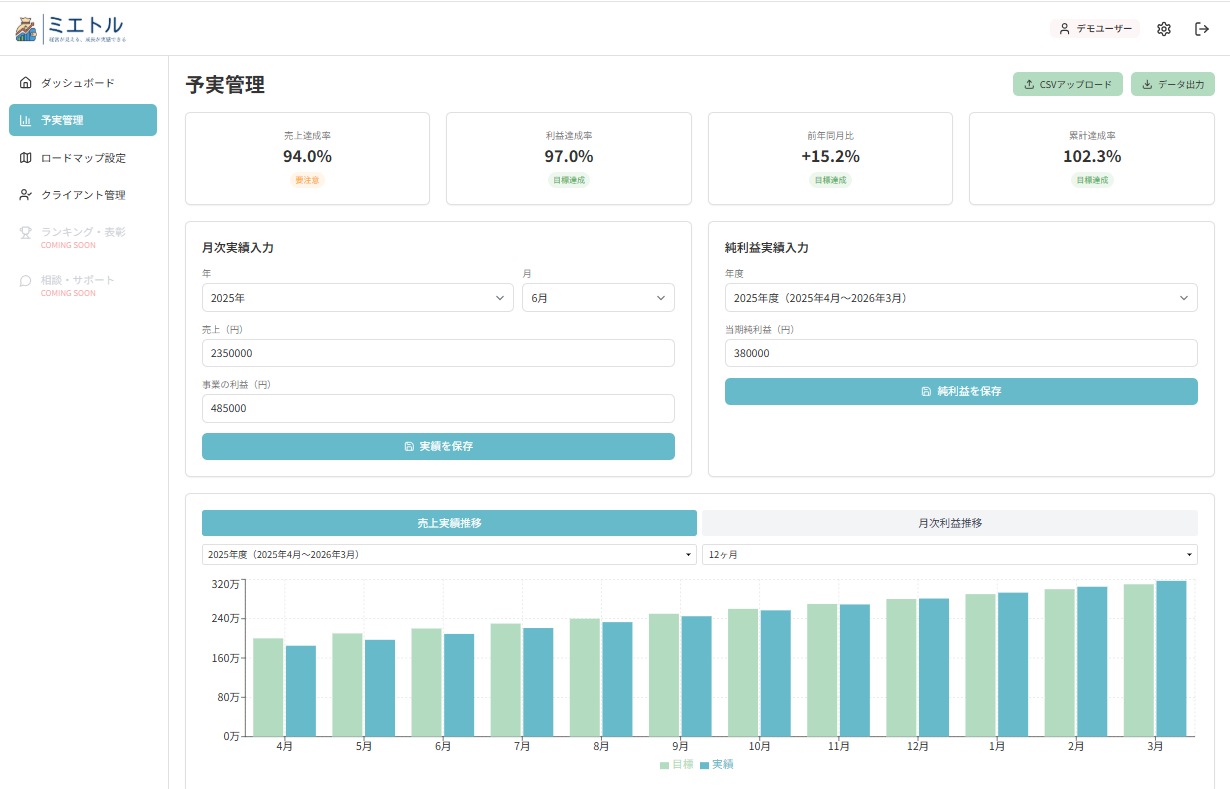 ミエトル
経営が見える、成長が実感できる
デモユーザー
ダッシュボード
予実管理
ロードマップ設定
クライアント管理
ランキング・表彰
COMING SOON
相談・サポート
COMING SOON
予実管理
CSVアップロード
データ出力
売上達成率
94.0%
要注意
利益達成率
97.0%
目標達成
前年同月比
+15.2%
目標達成
累計達成率
102.3%
目標達成
月次実績入力
年
月
2025年
6月
売上（円）
2350000
事業の利益（円）
485000
実績を保存
純利益実績入力
年度
2025年度（2025年4月〜2026年3月）
当期純利益（円）
380000
純利益を保存
売上実績推移
月次利益推移
2025年度（2025年4月〜2026年3月）
12ヶ月
320万
240万
160万
80万
0万
4月 5月 6月 7月 8月 9月 10月 11月 12月 1月 2月 3月
目標 実績